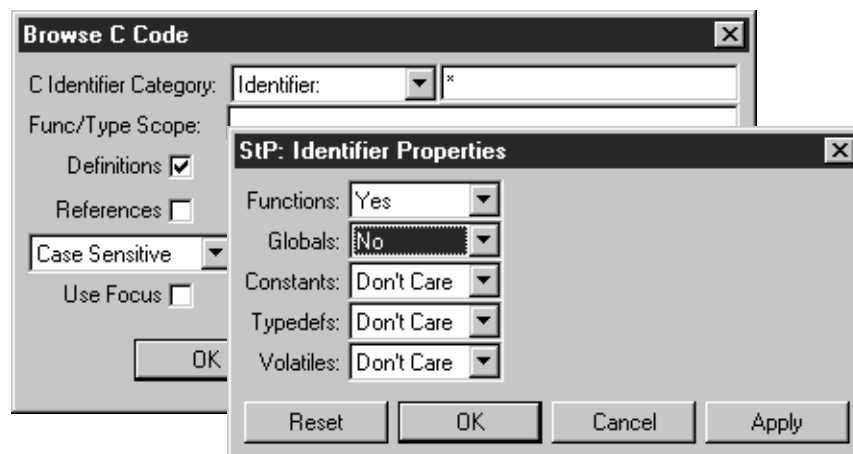 Browse C Code
C Identifier Category: Identifier: *
Func/Type Scope:
Definitions
References
Case Sensitive
Use Focus
OK
StP: Identifier Properties
Functions: Yes
Globals: No
Constants: Don't Care
Typedefs: Don't Care
Volatiles: Don't Care
Reset OK Cancel Apply